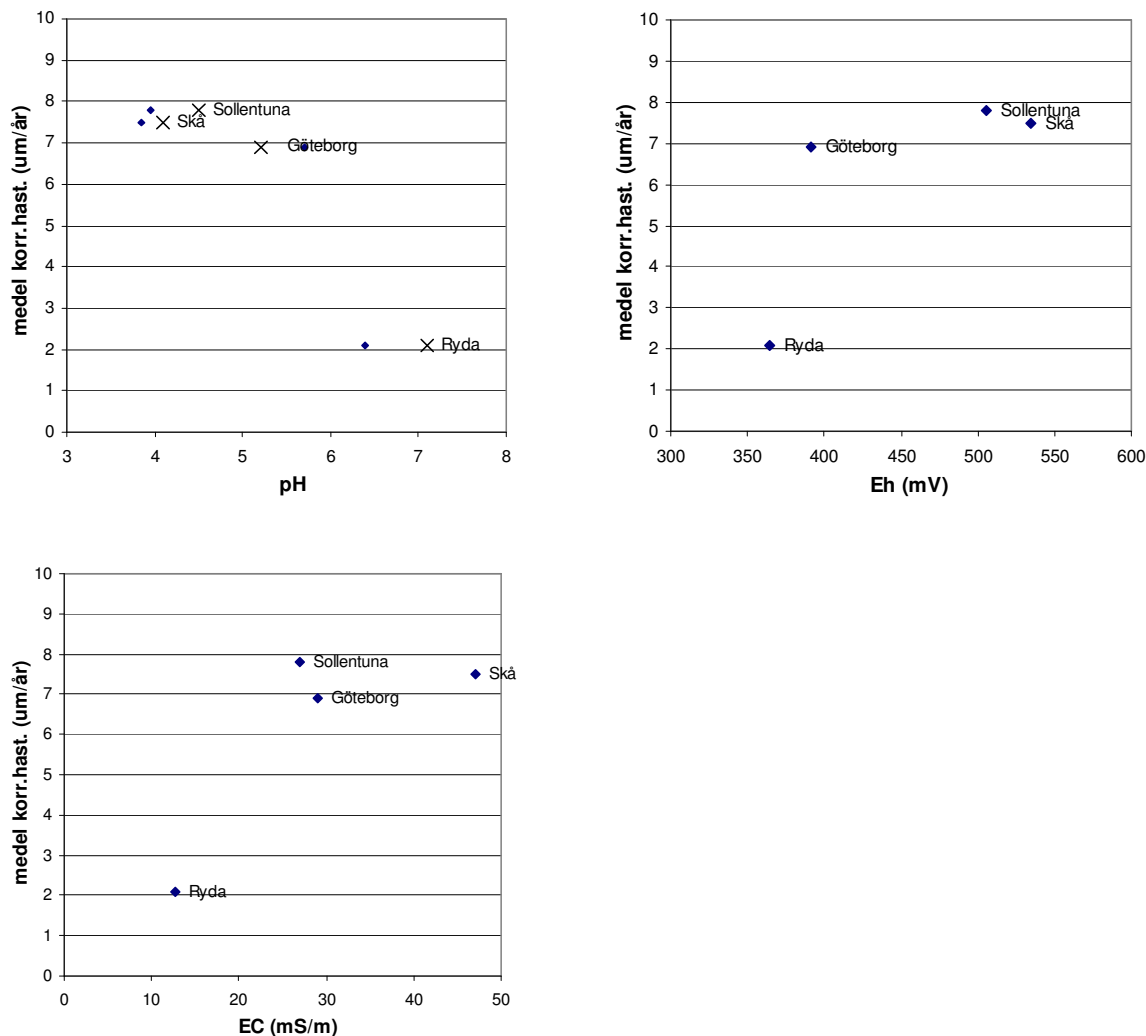 10
9
8
7
6
5
4
3
2
1
0
medel korr.hast. (um/år)
Sollentuna
Skå
Göteborg
Ryda
3 4 5 6 7 8
pH
10
9
8
7
6
5
4
3
2
1
0
medel korr.hast. (um/år)
Sollentuna
Skå
Göteborg
Ryda
300 350 400 450 500 550 600
Eh (mV)
10
9
8
7
6
5
4
3
2
1
0
medel korr.hast. (um/år)
Sollentuna
Skå
Göteborg
Ryda
0 10 20 30 40 50
EC (mS/m)